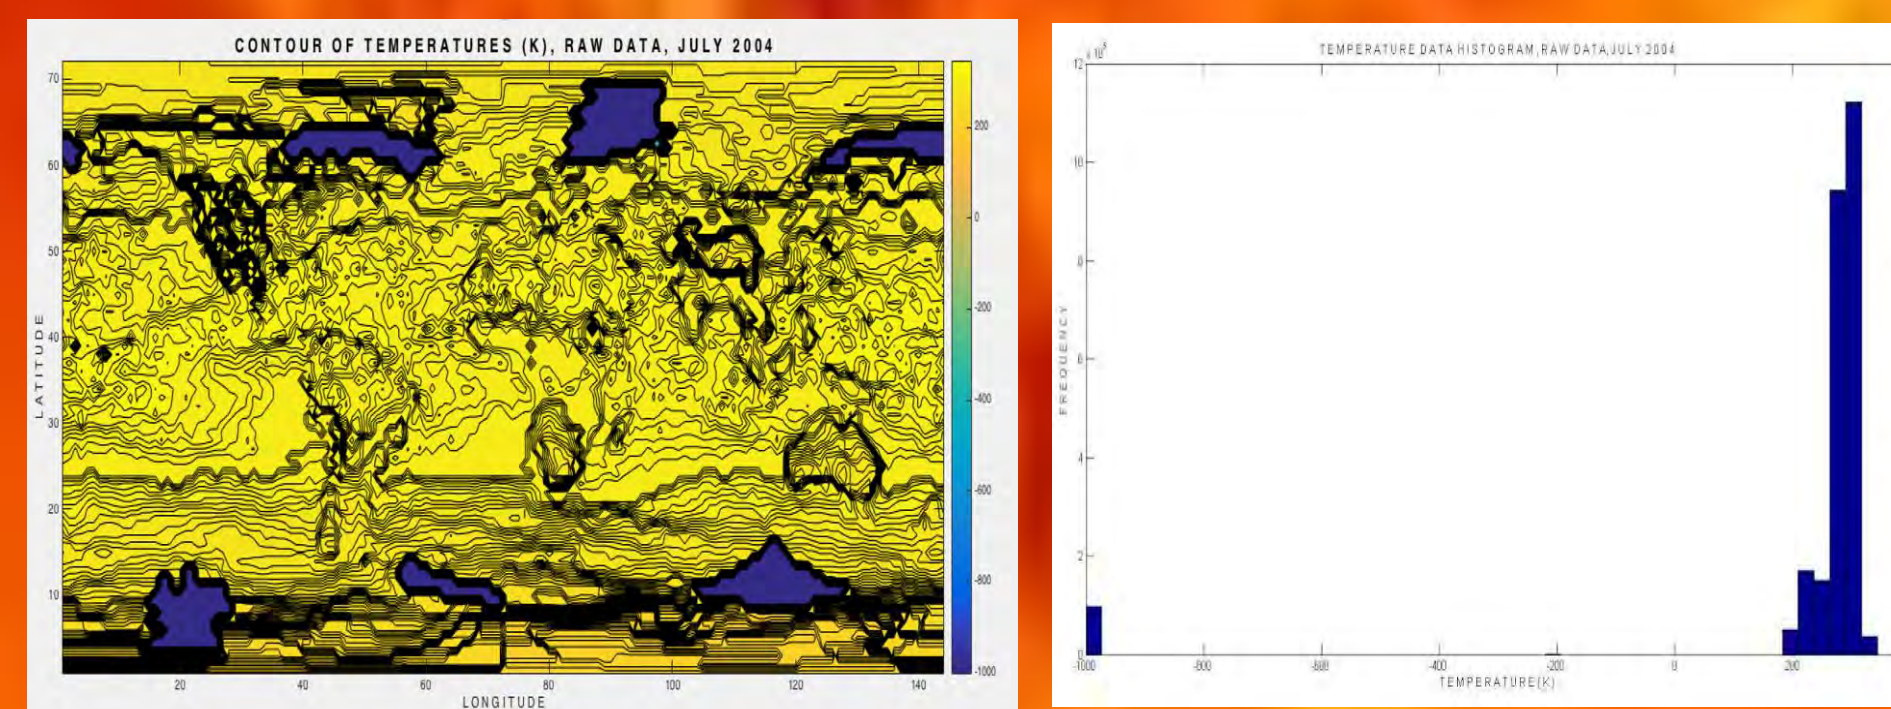 CONTOUR OF TEMPERATURES (K), RAW DATA, JULY 2004
70
60
50
40
30
20
10
LATITUDE
20 40 60 80 100 120 140
LONGITUDE
200
0
-200
-400
-600
-800
-1000
TEMPERATURE DATA HISTOGRAM, RAW DATA, JULY 2004
12
10
8
6
4
2
0
FREQUENCY
-1000 -800 -600 -400 -200 0 200
TEMPERATURE(K)